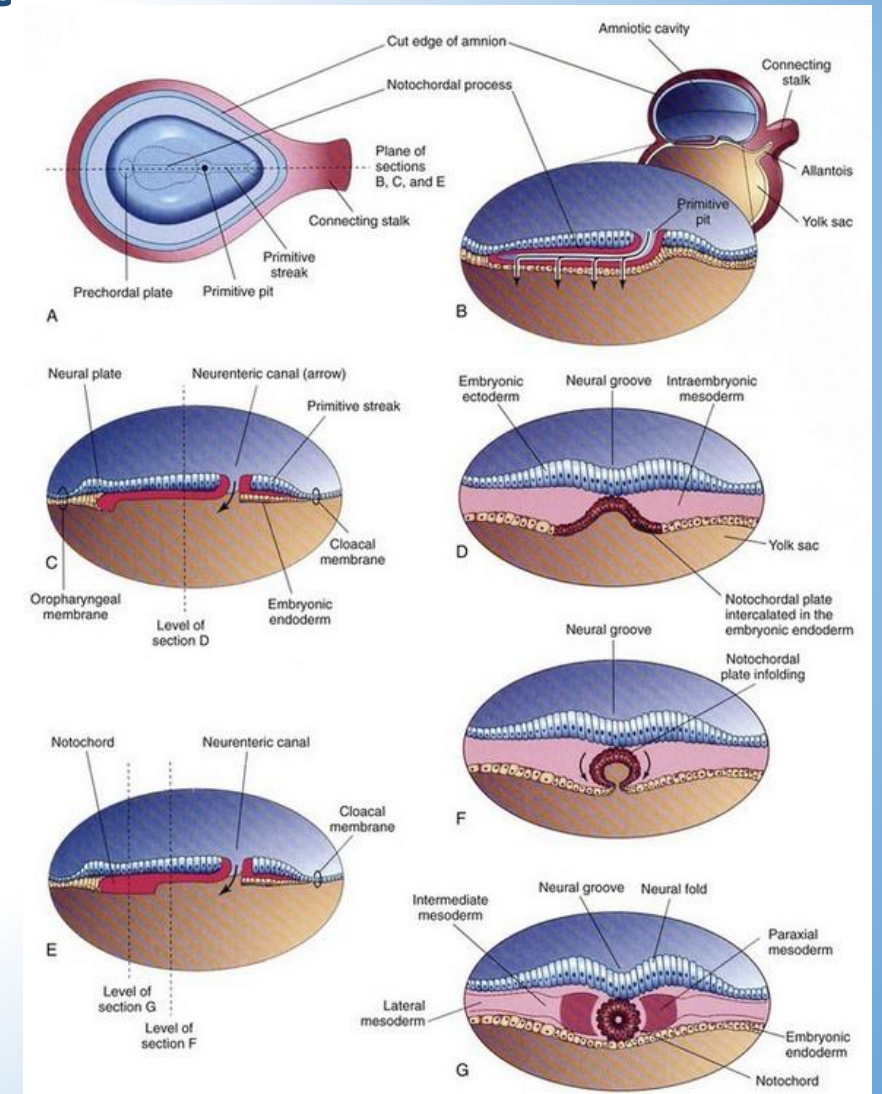 Cut edge of amnion
Notochordal process
Plane of
sections
B, C, and E
Connecting stalk
Primitive
streak
Prechordal plate
Primitive pit
A
Amniotic cavity
Connecting
stalk
Allantois
Yolk sac
Primitive
pit
B
Neural plate
Neurenteric canal (arrow)
Primitive streak
Cloacal
membrane
C
Oropharyngeal
membrane
Embryonic
endoderm
Level of
section D
Embryonic
ectoderm
Neural groove
Intraembryonic
mesoderm
Yolk sac
D
Notochordal plate
intercalated in the
embryonic endoderm
Neural groove
Notochordal
plate infolding
F
Notochord
Neurenteric canal
Cloacal
membrane
E
Level of
section G
Level of
section F
Intermediate
mesoderm
Neural groove
Neural fold
Paraxial
mesoderm
Lateral
mesoderm
Embryonic
endoderm
G
Notochord